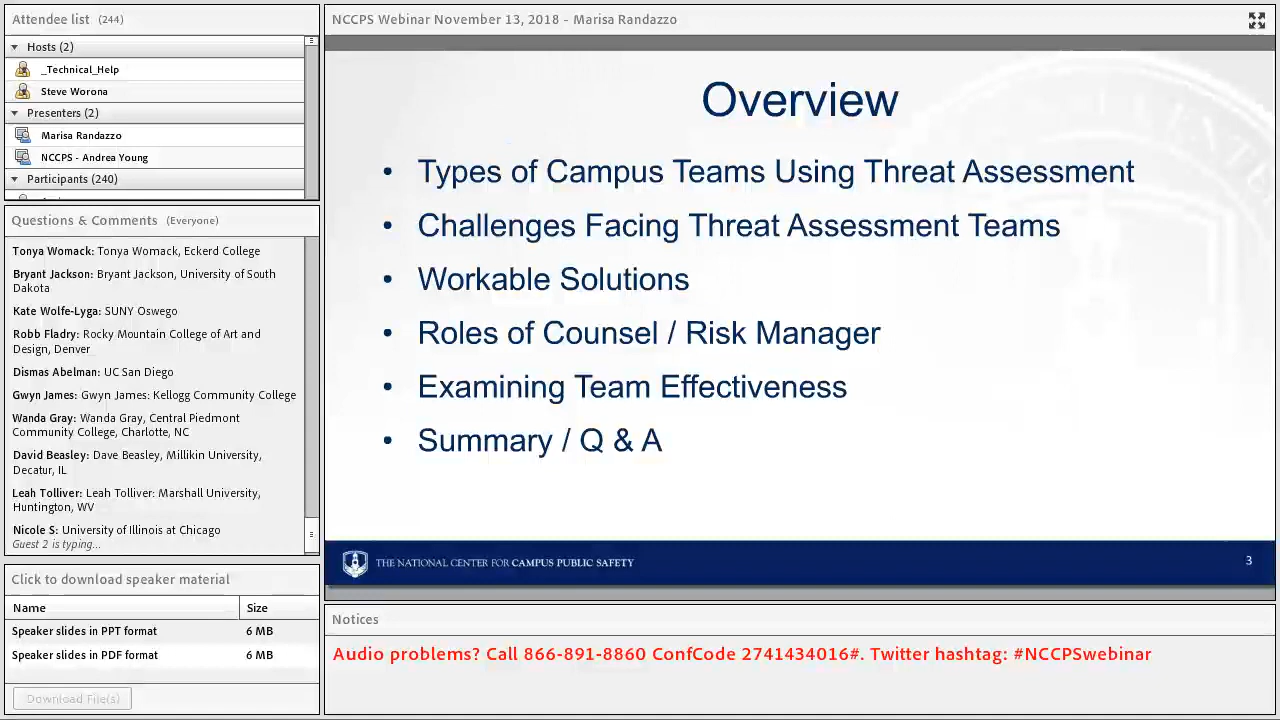 Attendee list (244)
Hosts (2)
_Technical_Help
Steve Worona
Presenters (2)
Marisa Randazzo
NCCPS - Andrea Young
Participants (240)
Questions & Comments (Everyone)
Tonya Womack: Tonya Womack, Eckerd College
Bryant Jackson: Bryant Jackson, University of South
Dakota
Kate Wolfe-Lyga: SUNY Oswego
Robb Fladry: Rocky Mountain College of Art and
Design, Denver
Dismas Abelman: UC San Diego
Gwyn James: Gwyn James: Kellogg Community College
Wanda Gray: Wanda Gray, Central Piedmont
Community College, Charlotte, NC
David Beasley: Dave Beasley, Millikin University,
Decatur, IL
Leah Tolliver: Leah Tolliver: Marshall University,
Huntington, WV
Nicole S: University of Illinois at Chicago
Guest 2 is typing...
Click to download speaker material
Name Size
Speaker slides in PPT format 6 MB
Speaker slides in PDF format 6 MB
Download File(s)
NCCPS Webinar November 13, 2018 - Marisa Randazzo
Overview
• Types of Campus Teams Using Threat Assessment
• Challenges Facing Threat Assessment Teams
• Workable Solutions
• Roles of Counsel / Risk Manager
• Examining Team Effectiveness
• Summary / Q & A
THE NATIONAL CENTER FOR CAMPUS PUBLIC SAFETY
3
Notices
Audio problems? Call 866-891-8860 ConfCode 2741434016#. Twitter hashtag: #NCCPSwebinar